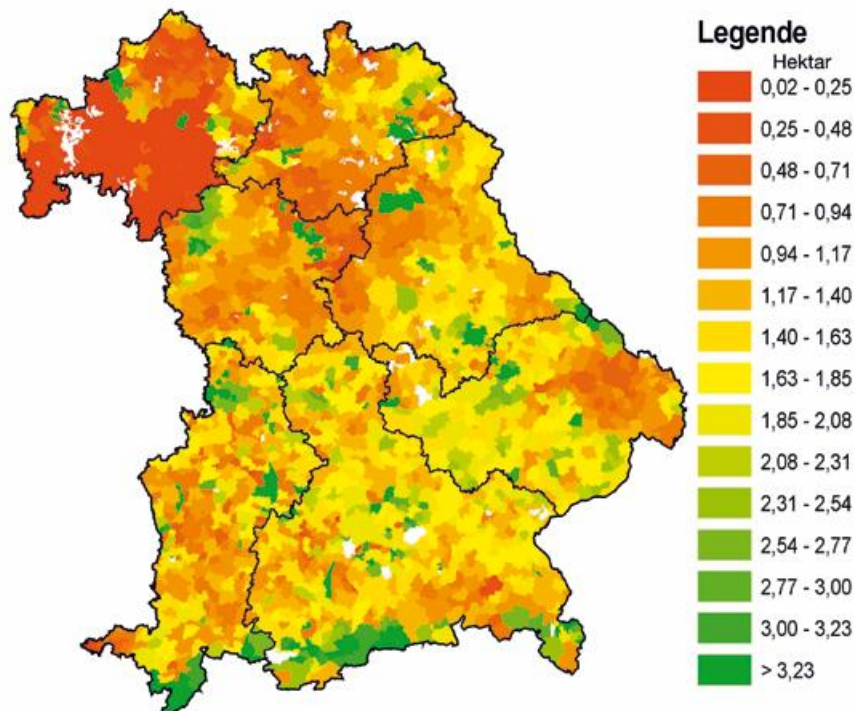 Legende
Hektar
0,02 - 0,25
0,25 - 0,48
0,48 - 0,71
0,71 - 0,94
0,94 - 1,17
1,17 - 1,40
1,40 - 1,63
1,63 - 1,85
1,85 - 2,08
2,08 - 2,31
2,31 - 2,54
2,54 - 2,77
2,77 - 3,00
3,00 - 3,23
> 3,23